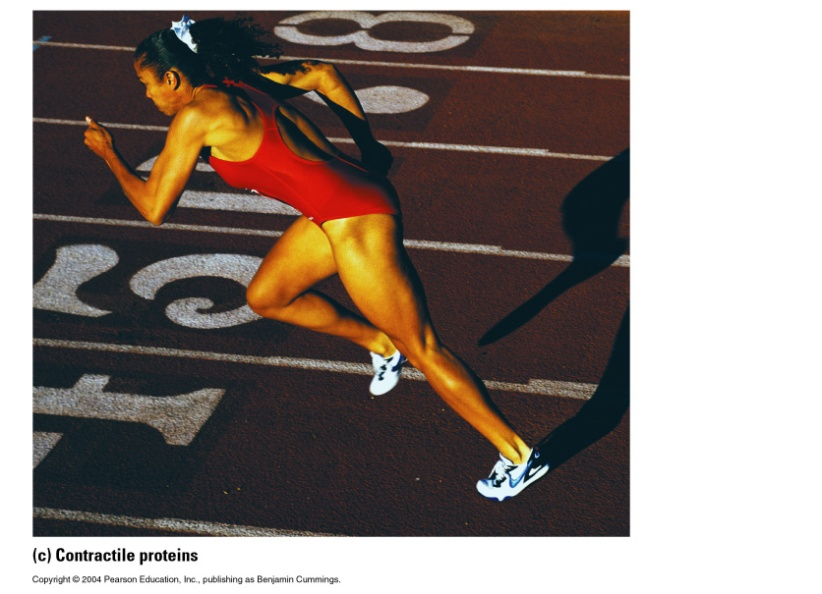 (c) Contractile proteins
Copyright © 2004 Pearson Education, Inc., publishing as Benjamin Cummings.